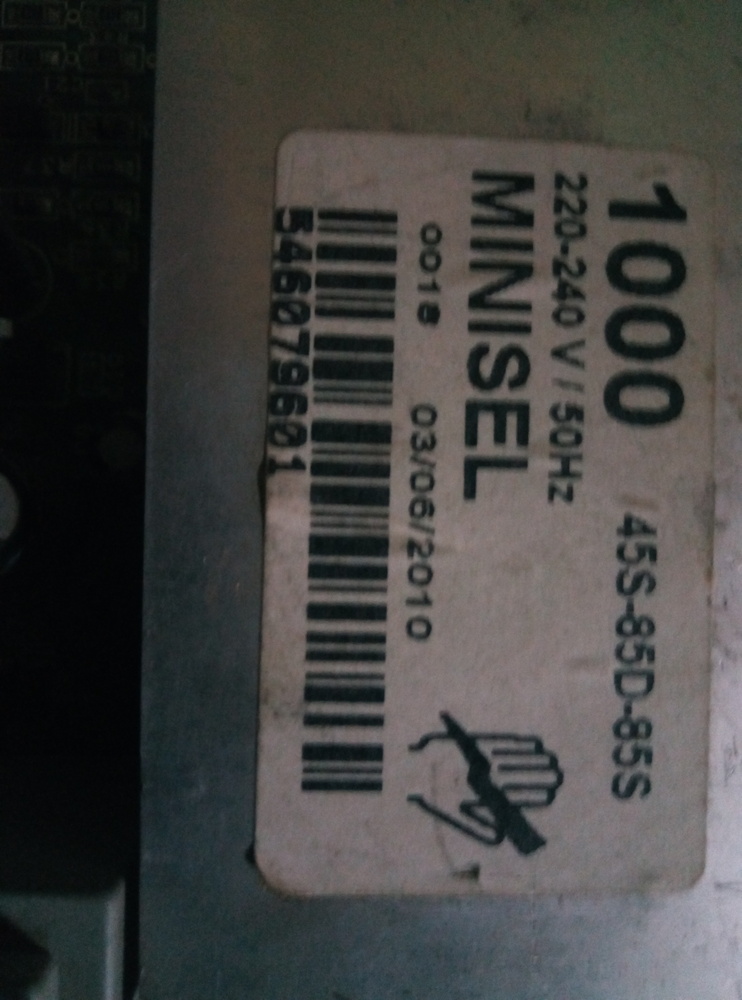 1000 45S-85D-85S
220-240 V / 50Hz
MINISEL
0018 03/06/2010
546079601